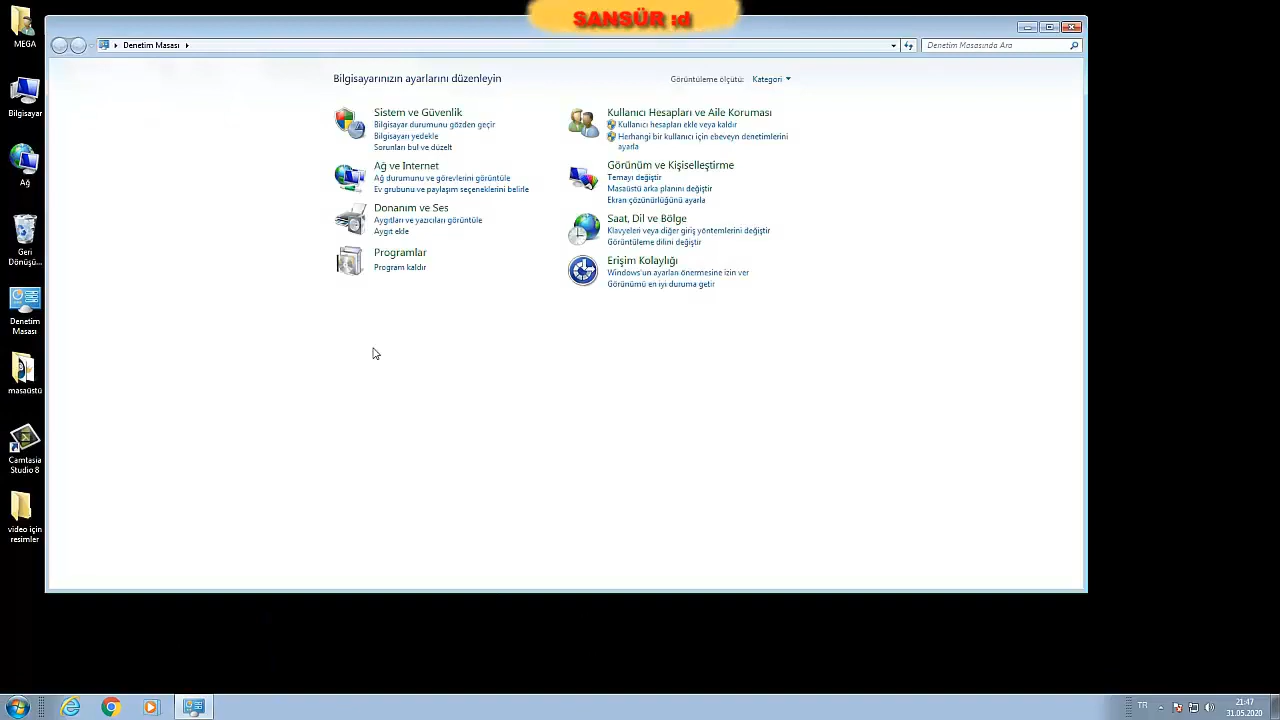 SANSÜR :d
MEGA
Bilgisayar
Ağ
Geri
Dönüşü...
Denetim
Masası
masaüstü
Camtasia
Studio 8
video için
resimler
Denetim Masası
Denetim Masasında Ara
Bilgisayarınızın ayarlarını düzenleyin
Görüntüleme ölçütü: Kategori
Sistem ve Güvenlik
Bilgisayar durumunu gözden geçir
Bilgisayarı yedekle
Sorunları bul ve düzelt
Ağ ve Internet
Ağ durumunu ve görevlerini görüntüle
Ev grubunu ve paylaşım seçeneklerini belirle
Donanım ve Ses
Aygıtları ve yazıcıları görüntüle
Aygıt ekle
Programlar
Program kaldır
Kullanıcı Hesapları ve Aile Koruması
Kullanıcı hesapları ekle veya kaldır
Herhangi bir kullanıcı için ebeveyn denetimlerini
ayarla
Görünüm ve Kişiselleştirme
Temayı değiştir
Masaüstü arka planını değiştir
Ekran çözünürlüğünü ayarla
Saat, Dil ve Bölge
Klavyeleri veya diğer giriş yöntemlerini değiştir
Görüntüleme dilini değiştir
Erişim Kolaylığı
Windows'un ayarları önermesine izin ver
Görünümü en iyi duruma getir
TR
21:47
31.05.2020